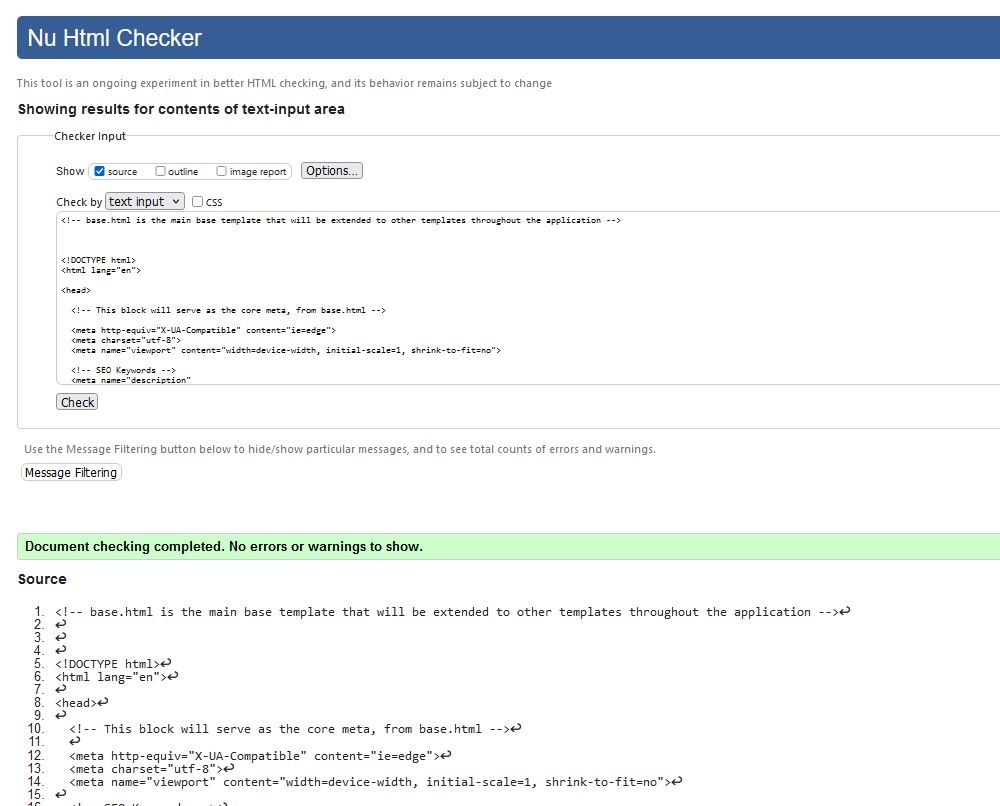 Nu Html Checker
This tool is an ongoing experiment in better HTML checking, and its behavior remains subject to change
Showing results for contents of text-input area
Checker Input
Show source outline image report Options...
Check by text input css
<!-- base.html is the main base template that will be extended to other templates throughout the application -->
<!DOCTYPE html>
<html lang="en">
<head>
<!-- This block will serve as the core meta, from base.html -->
<meta http-equiv="X-UA-Compatible" content="ie=edge">
<meta charset="utf-8">
<meta name="viewport" content="width=device-width, initial-scale=1, shrink-to-fit=no">
<!-- SEO Keywords -->
<meta name="description"
Check
Use the Message Filtering button below to hide/show particular messages, and to see total counts of errors and warnings.
Message Filtering
Document checking completed. No errors or warnings to show.
Source
1. <!-- base.html is the main base template that will be extended to other templates throughout the application -->↩
2. ↩
3. ↩
4. ↩
5. <!DOCTYPE html>↩
6. <html lang="en">↩
7. ↩
8. <head>↩
9. ↩
10. <!-- This block will serve as the core meta, from base.html -->↩
11. ↩
12. <meta http-equiv="X-UA-Compatible" content="ie=edge">↩
13. <meta charset="utf-8">↩
14. <meta name="viewport" content="width=device-width, initial-scale=1, shrink-to-fit=no">↩
15. ↩